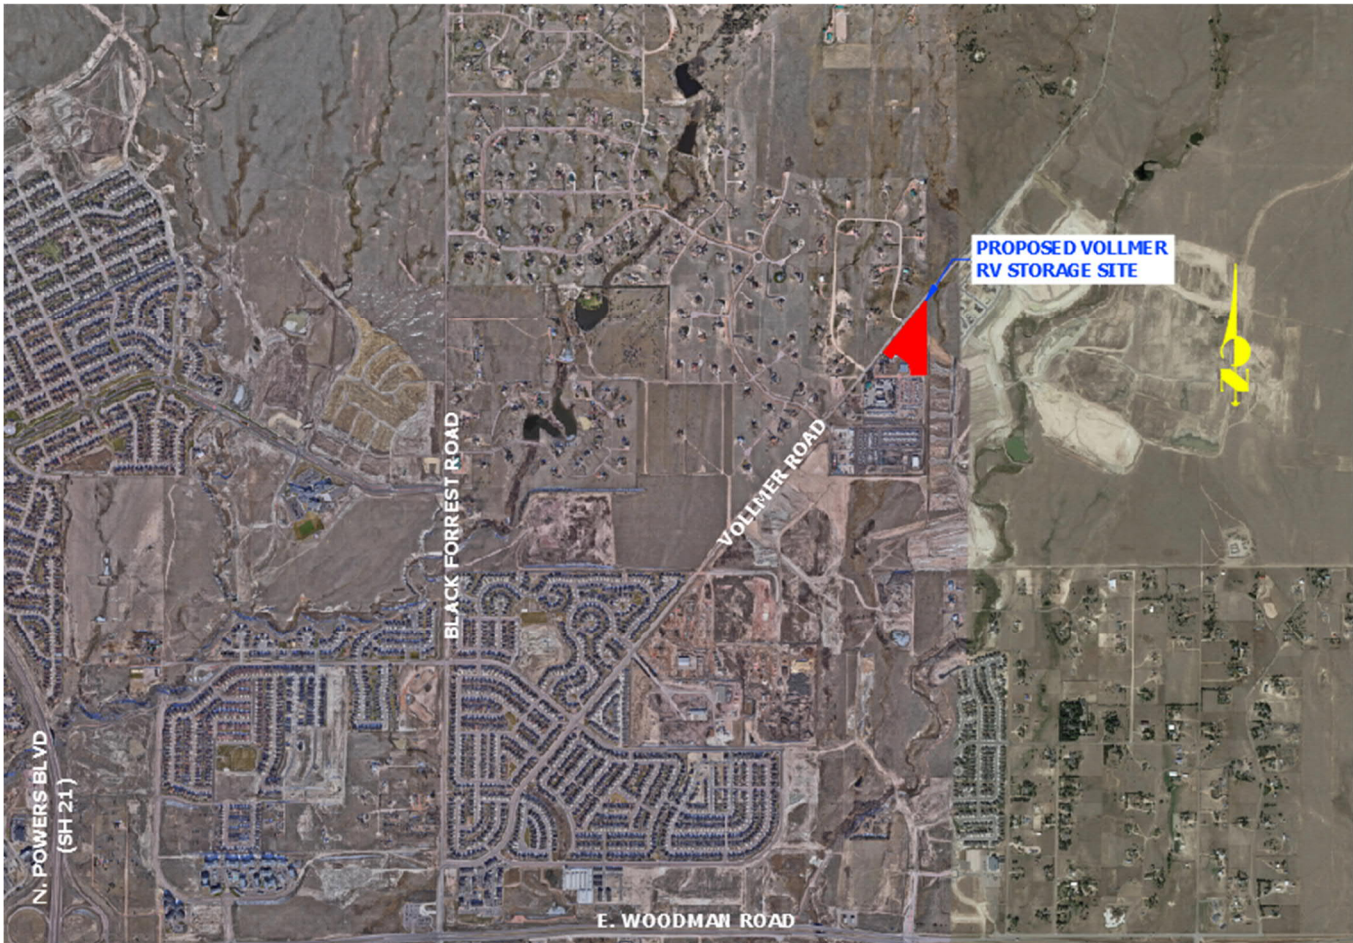 PROPOSED VOLLMER
RV STORAGE SITE
N
BLACK FORREST ROAD
VOLLMER ROAD
N. POWERS BLVD
(SH 21)
E. WOODMAN ROAD